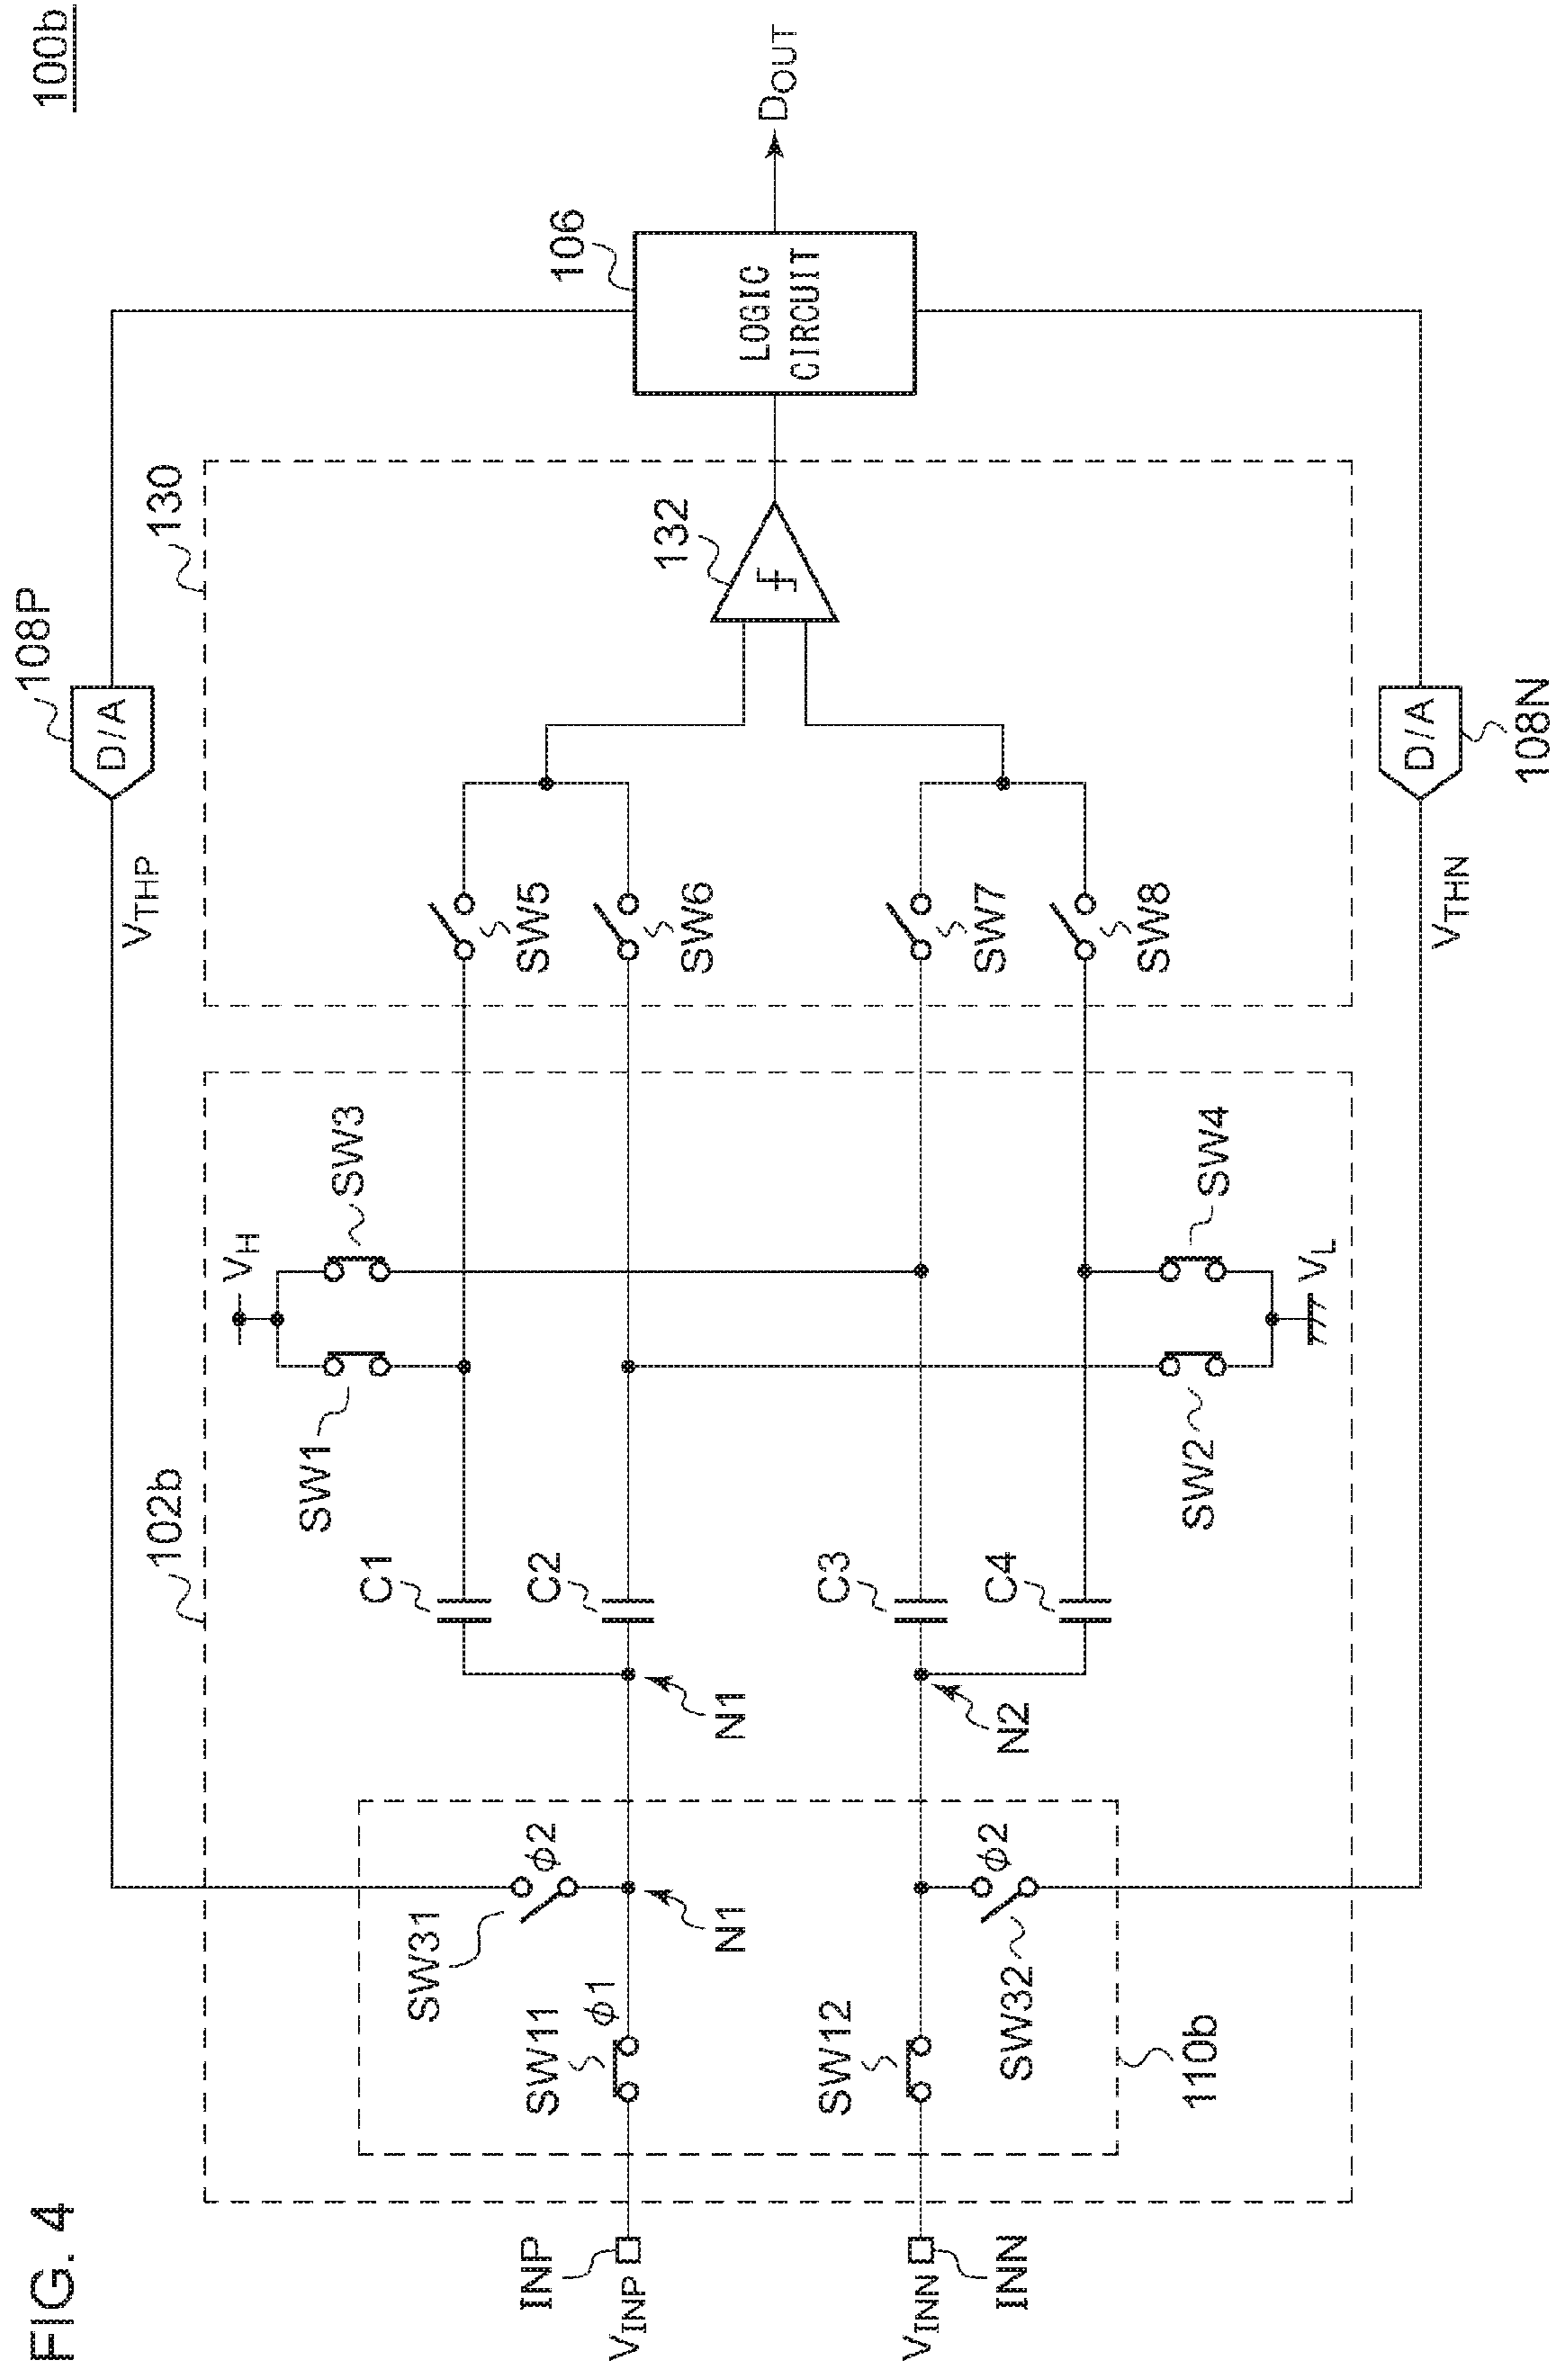 FIG. 4
100b
108P
D/A
VTHP
130
106
LOGIC
CIRCUIT
DOUT
132
SW5
SW6
SW7
SW8
102b
VH
SW1
SW3
C1
C2
C3
C4
N1
N2
SW2
SW4
VL
SW31
φ2
N1
SW11
φ1
SW12
φ2
SW32
110b
INP
VINP
VINN
INN
VTHN
D/A
108N